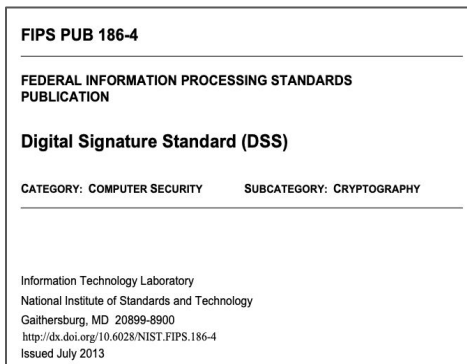 FIPS PUB 186-4
FEDERAL INFORMATION PROCESSING STANDARDS
PUBLICATION
Digital Signature Standard (DSS)
CATEGORY: COMPUTER SECURITY SUBCATEGORY: CRYPTOGRAPHY
Information Technology Laboratory
National Institute of Standards and Technology
Gaithersburg, MD 20899-8900
http://dx.doi.org/10.6028/NIST.FIPS.186-4
Issued July 2013